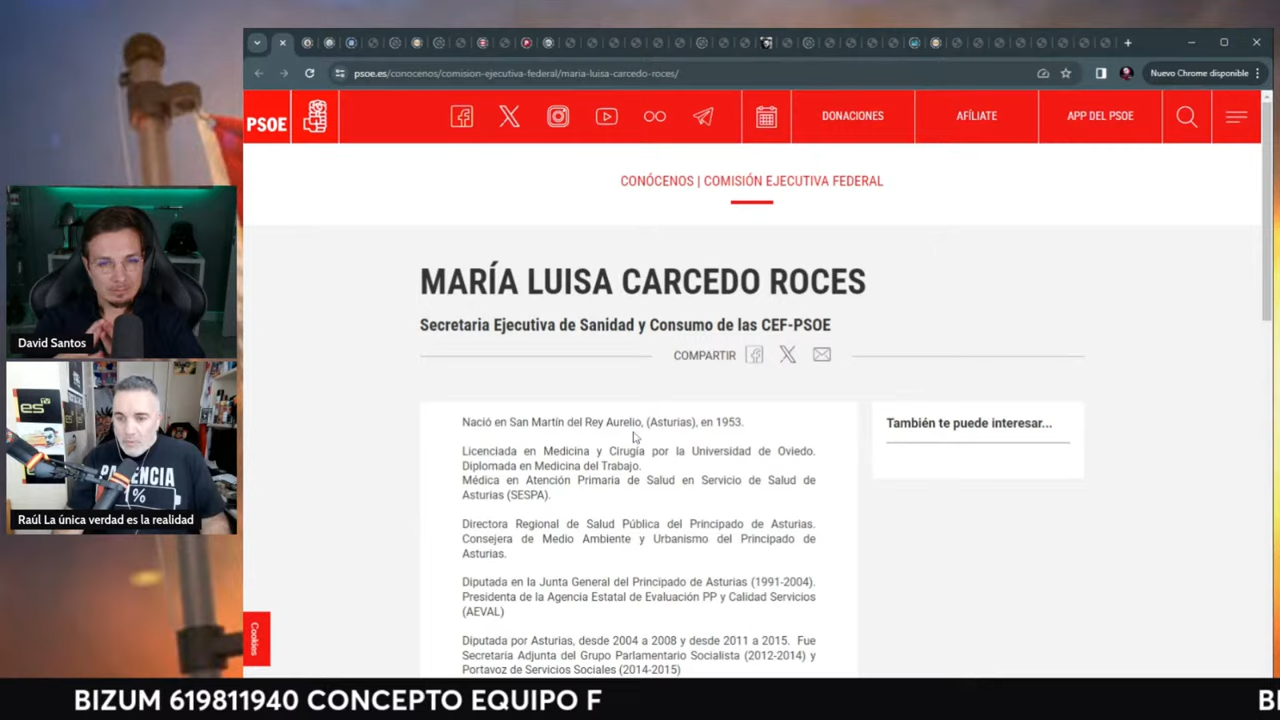 psoe.es/conocenos/comision-ejecutiva-federal/maria-luisa-carcedo-roces/
Nuevo Chrome disponible
PSOE
DONACIONES
AFÍLIATE
APP DEL PSOE
CONÓCENOS | COMISIÓN EJECUTIVA FEDERAL
MARÍA LUISA CARCEDO ROCES
Secretaria Ejecutiva de Sanidad y Consumo de las CEF-PSOE
COMPARTIR
Nació en San Martín del Rey Aurelio, (Asturias), en 1953.
Licenciada en Medicina y Cirugía por la Universidad de Oviedo.
Diplomada en Medicina del Trabajo.
Médica en Atención Primaria de Salud en Servicio de Salud de
Asturias (SESPA).
Directora Regional de Salud Pública del Principado de Asturias.
Consejera de Medio Ambiente y Urbanismo del Principado de
Asturias.
Diputada en la Junta General del Principado de Asturias (1991-2004).
Presidenta de la Agencia Estatal de Evaluación PP y Calidad Servicios
(AEVAL)
Diputada por Asturias, desde 2004 a 2008 y desde 2011 a 2015. Fue
Secretaria Adjunta del Grupo Parlamentario Socialista (2012-2014) y
Portavoz de Servicios Sociales (2014-2015)
También te puede interesar...
Cookies
David Santos
es
Raúl La única verdad es la realidad
BIZUM 619811940 CONCEPTO EQUIPO F
BI